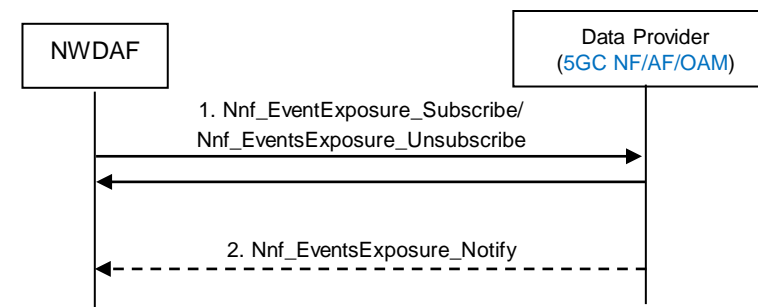 NWDAF
Data Provider
(5GC NF/AF/OAM)
1. Nnf_EventExposure_Subscribe/
Nnf_EventsExposure_Unsubscribe
2. Nnf_EventsExposure_Notify